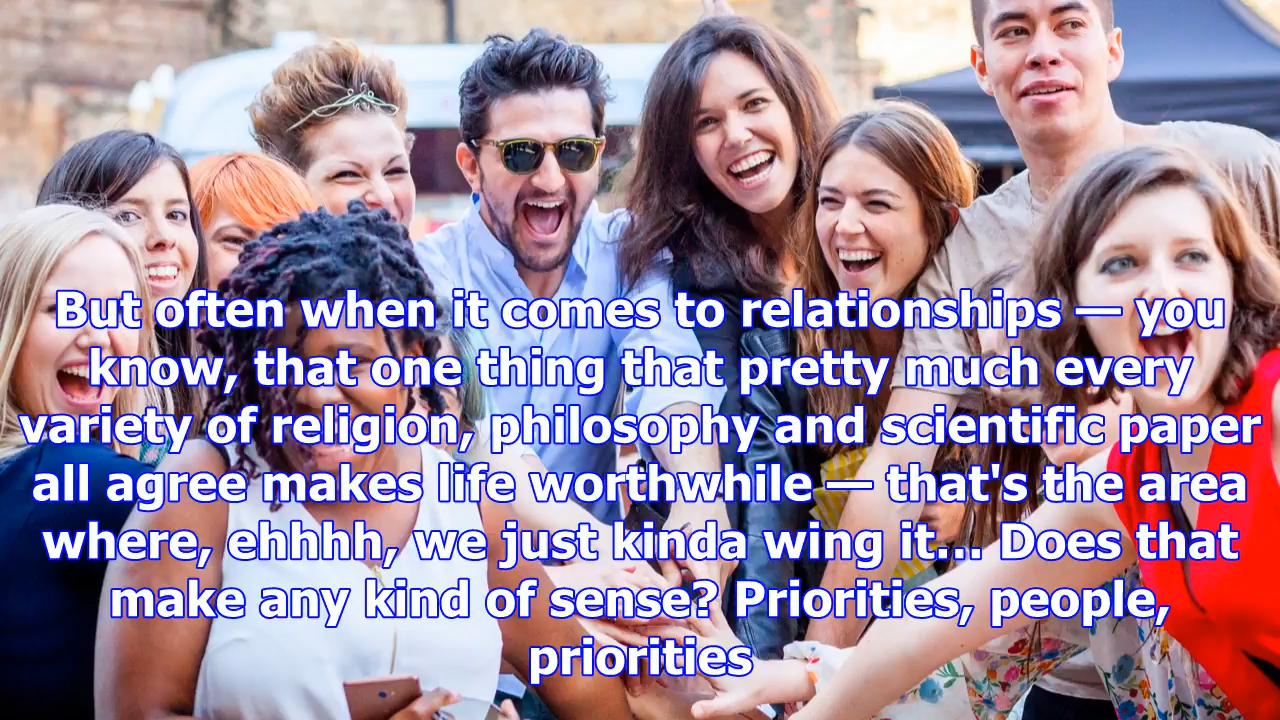 But often when it comes to relationships — you
know, that one thing that pretty much every
variety of religion, philosophy and scientific paper
all agree makes life worthwhile — that's the area
where, ehhhh, we just kinda wing it... Does that
make any kind of sense? Priorities, people,
priorities